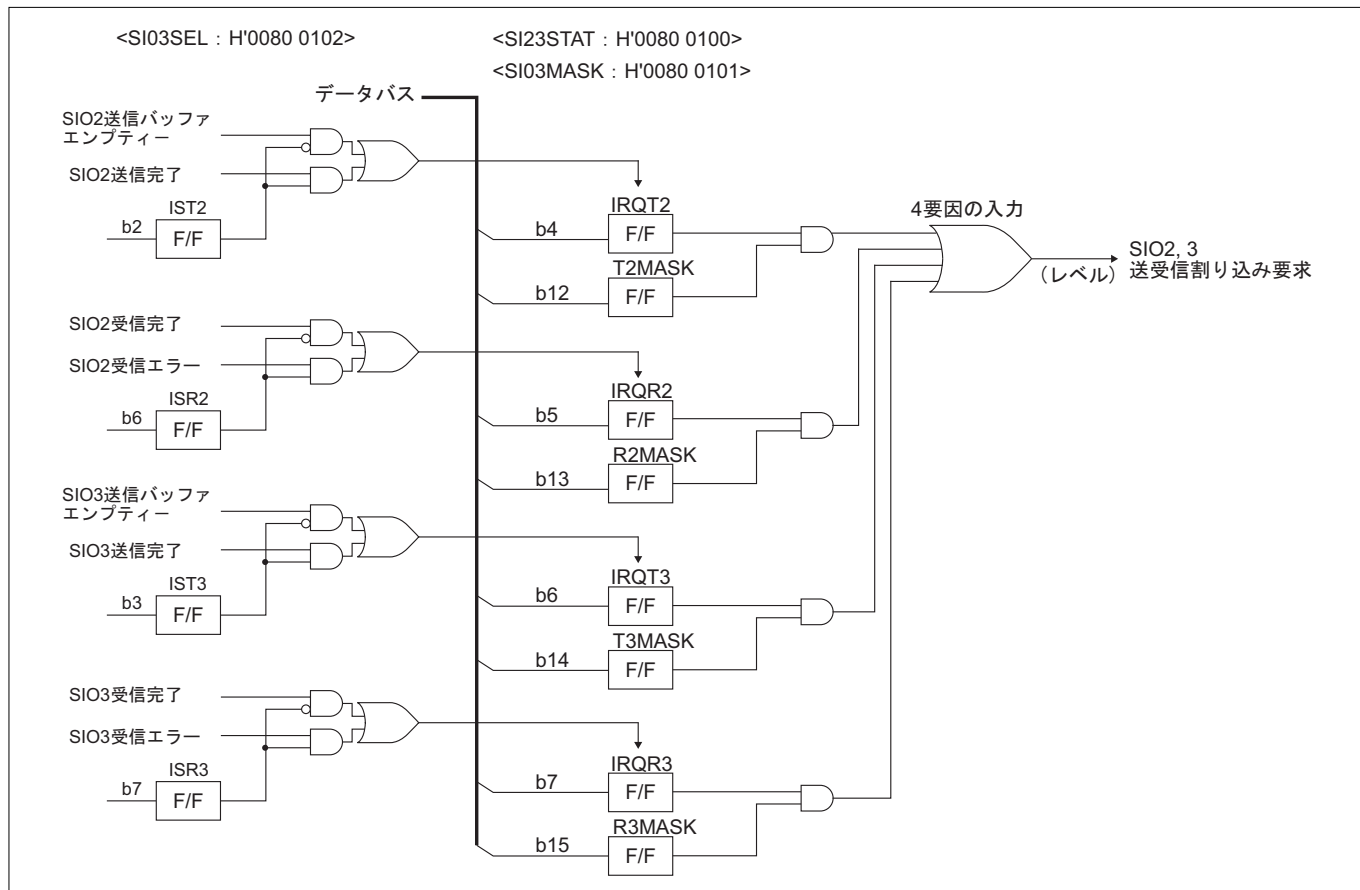 <SI03SEL：H'0080 0102>
<SI23STAT：H'0080 0100>
<SI03MASK：H'0080 0101>
データバス
SIO2送信バッファ
エンプティー
SIO2送信完了
IST2
b2
F/F
IRQT2
b4
F/F
T2MASK
b12
F/F
4要因の入力
（レベル）
SIO2, 3
送受信割り込み要求
SIO2受信完了
SIO2受信エラー
ISR2
b6
F/F
IRQR2
b5
F/F
R2MASK
b13
F/F
SIO3送信バッファ
エンプティー
SIO3送信完了
IST3
b3
F/F
IRQT3
b6
F/F
T3MASK
b14
F/F
SIO3受信完了
SIO3受信エラー
ISR3
b7
F/F
IRQR3
b7
F/F
R3MASK
b15
F/F